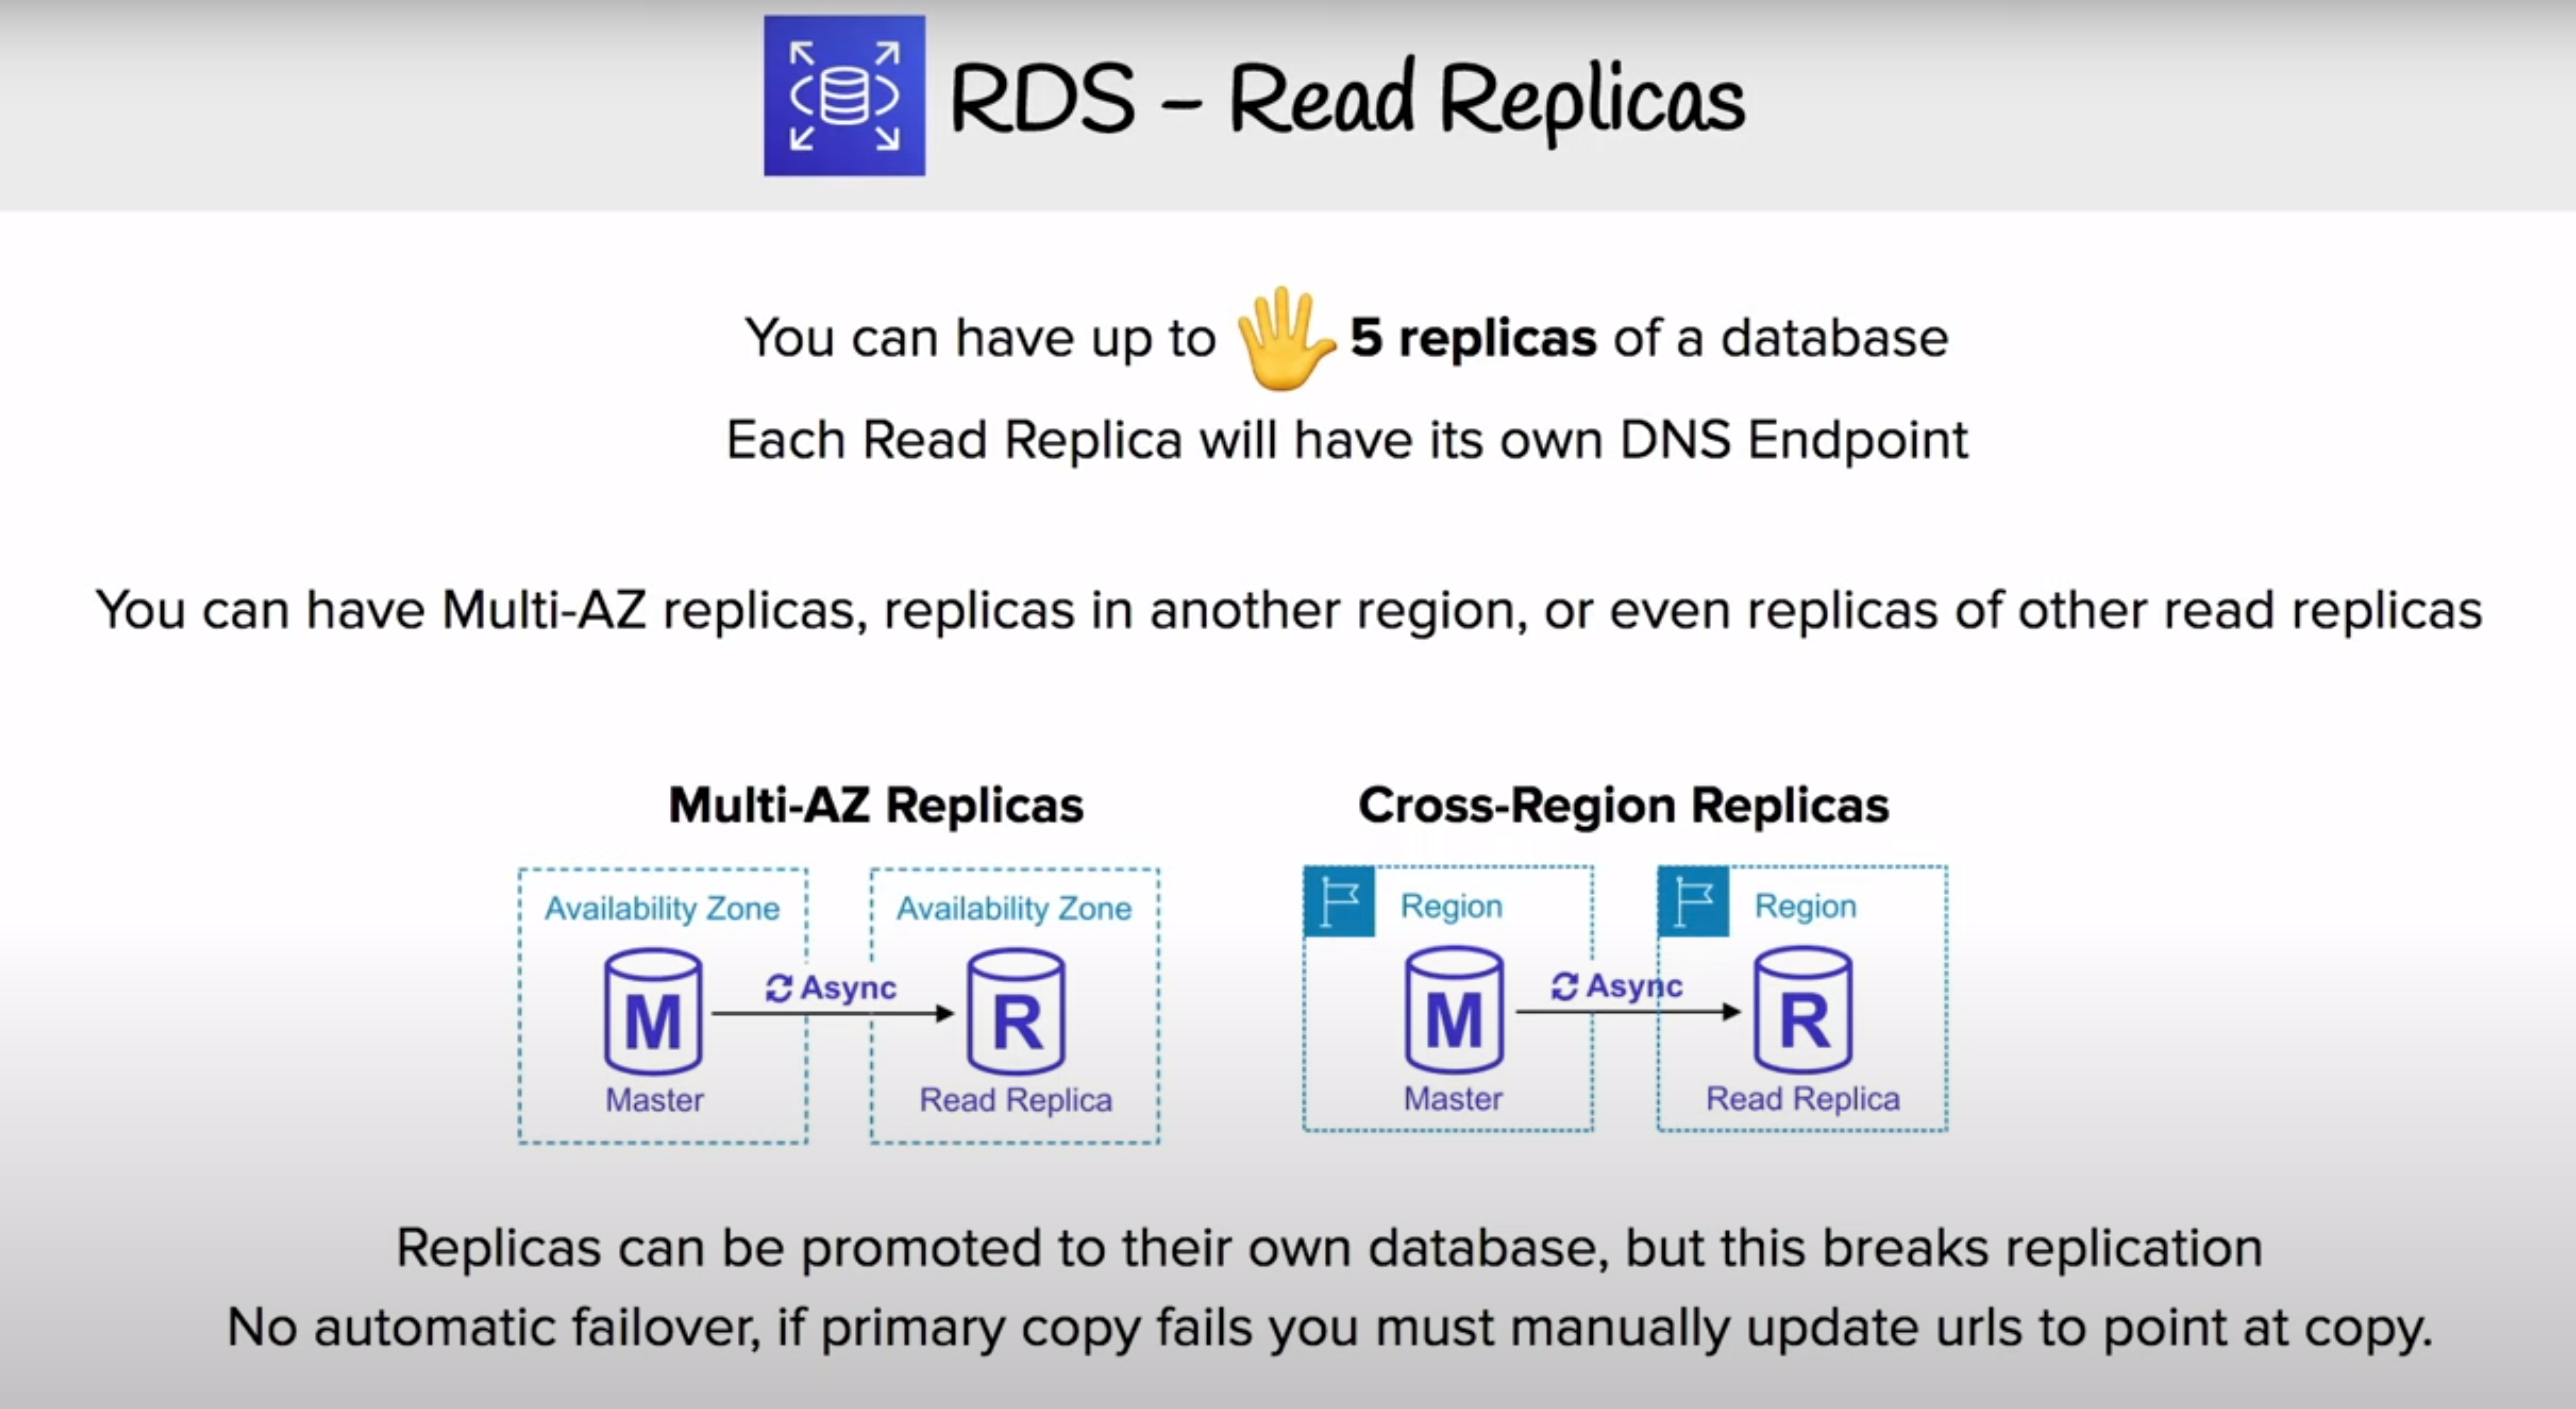 RDS - Read Replicas
You can have up to 🖐 5 replicas of a database
Each Read Replica will have its own DNS Endpoint
You can have Multi-AZ replicas, replicas in another region, or even replicas of other read replicas
Multi-AZ Replicas
Availability Zone
Availability Zone
M
Async
R
Master
Read Replica
Cross-Region Replicas
Region
Region
M
Async
R
Master
Read Replica
Replicas can be promoted to their own database, but this breaks replication
No automatic failover, if primary copy fails you must manually update urls to point at copy.